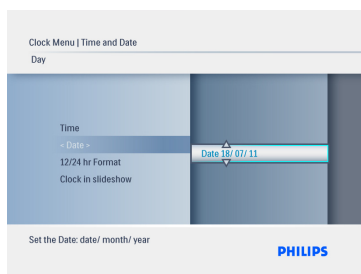 Clock Menu | Time and Date
Day
Time
< Date >
Date 18/ 07/ 11
12/24 hr Format
Clock in slideshow
Set the Date: date/ month/ year
PHILIPS